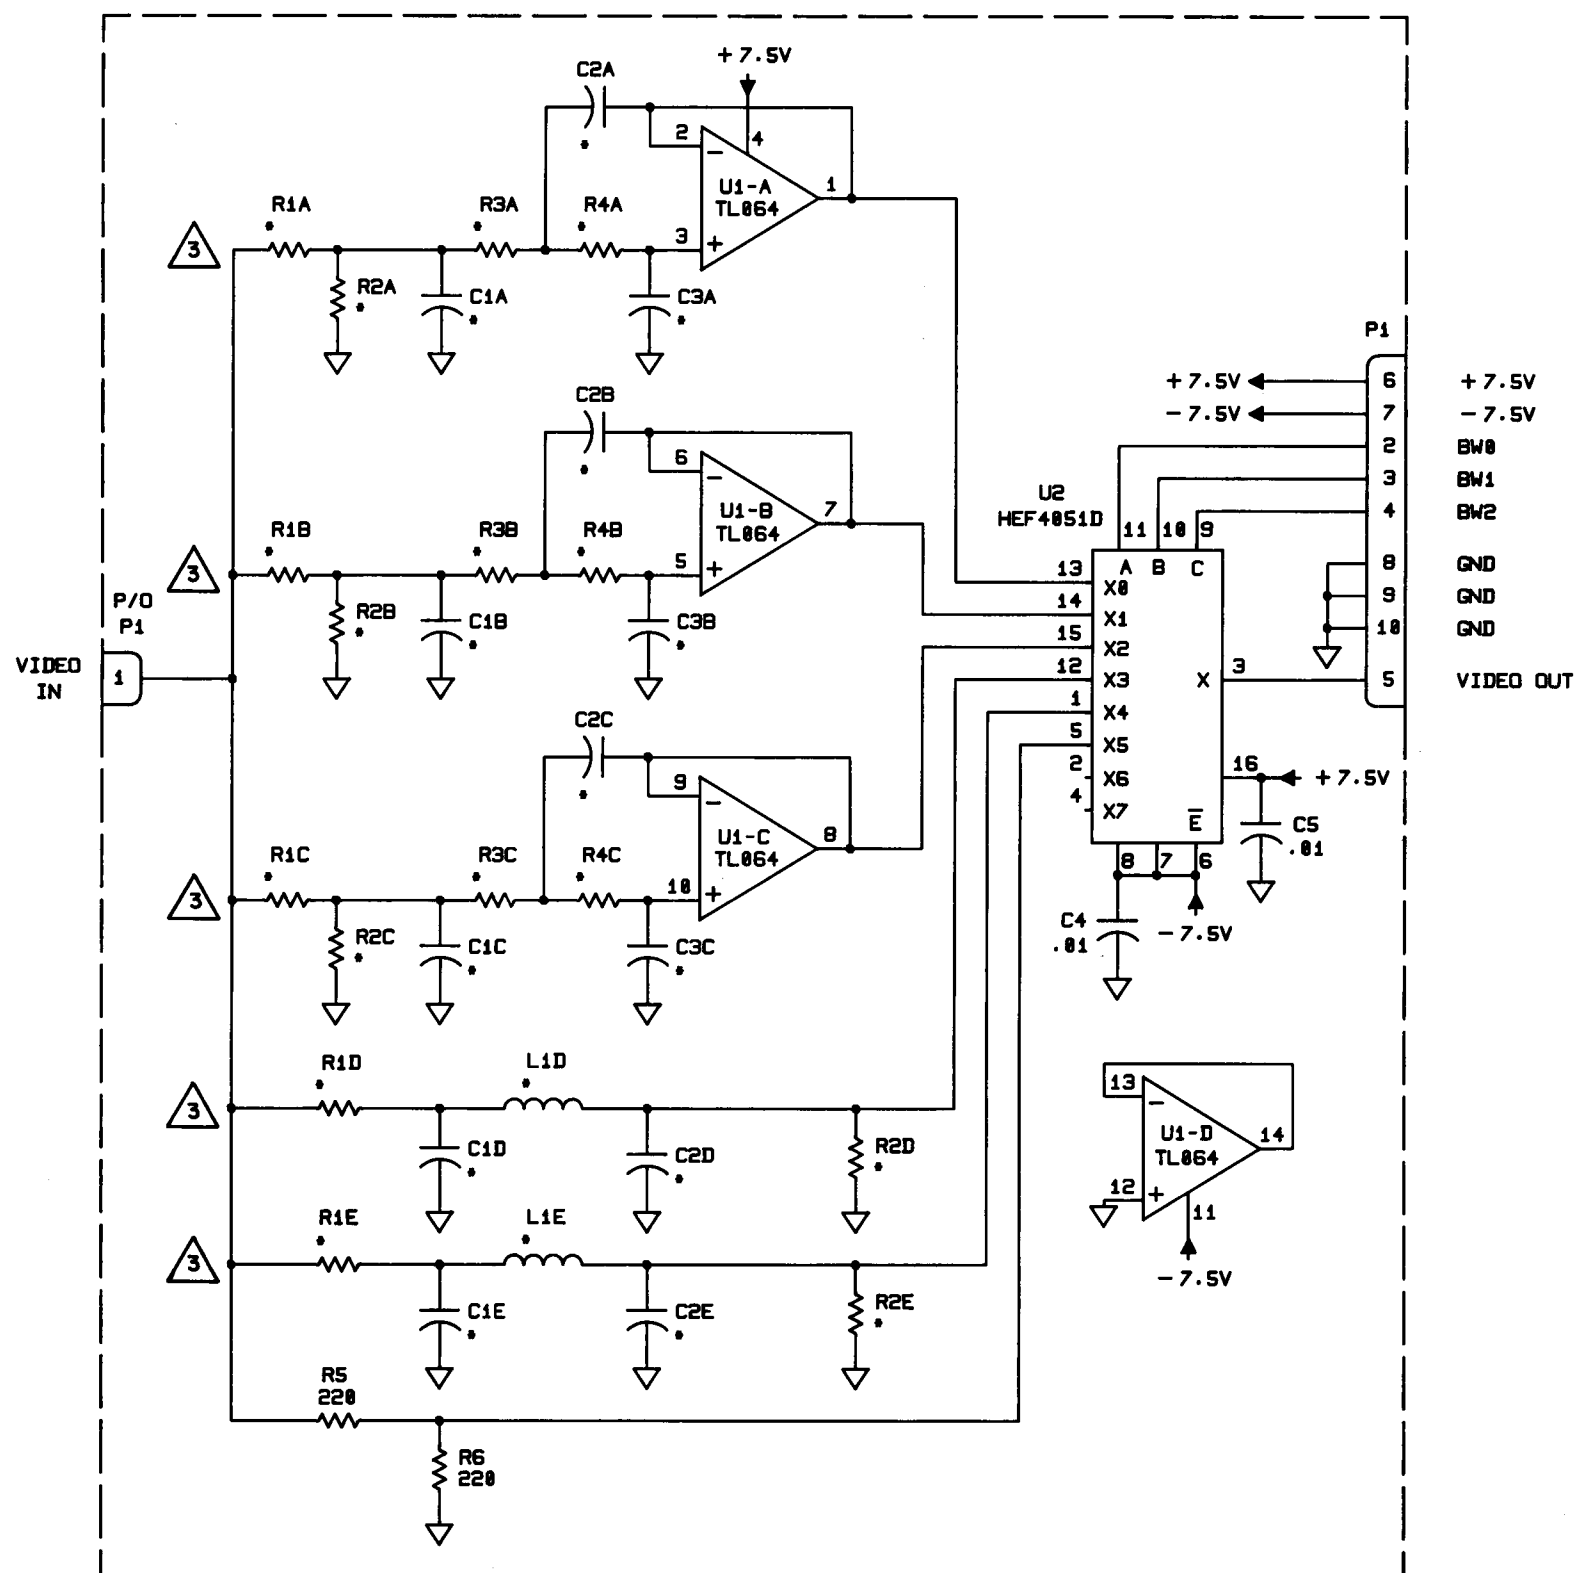 +7.5V
C2A
*
2
4
−
U1-A
TL064
1
R1A
*
R3A
*
R4A
*
3
+
3
R2A
*
C1A
*
C3A
*
P1
+7.5V
6
+7.5V
-7.5V
7
-7.5V
2
BW0
3
BW1
4
BW2
8
GND
9
GND
10
GND
5
VIDEO OUT
C2B
*
6
−
U1-B
TL064
7
R1B
*
R3B
*
R4B
*
5
+
3
R2B
*
C1B
*
C3B
*
U2
HEF4051D
11
10
9
A
B
C
13
X0
14
X1
15
X2
12
X3
1
X4
5
X5
2
X6
4
X7
X
3
16
+7.5V
C5
.01
E
8
7
6
C4
.01
-7.5V
P/O
P1
VIDEO
IN
1
C2C
*
9
−
U1-C
TL064
8
R1C
*
R3C
*
R4C
*
10
+
3
R2C
*
C1C
*
C3C
*
R1D
*
L1D
*
3
C1D
*
C2D
*
R2D
*
13
−
U1-D
TL064
14
12
+
11
-7.5V
R1E
*
L1E
*
3
C1E
*
C2E
*
R2E
*
R5
220
R6
220